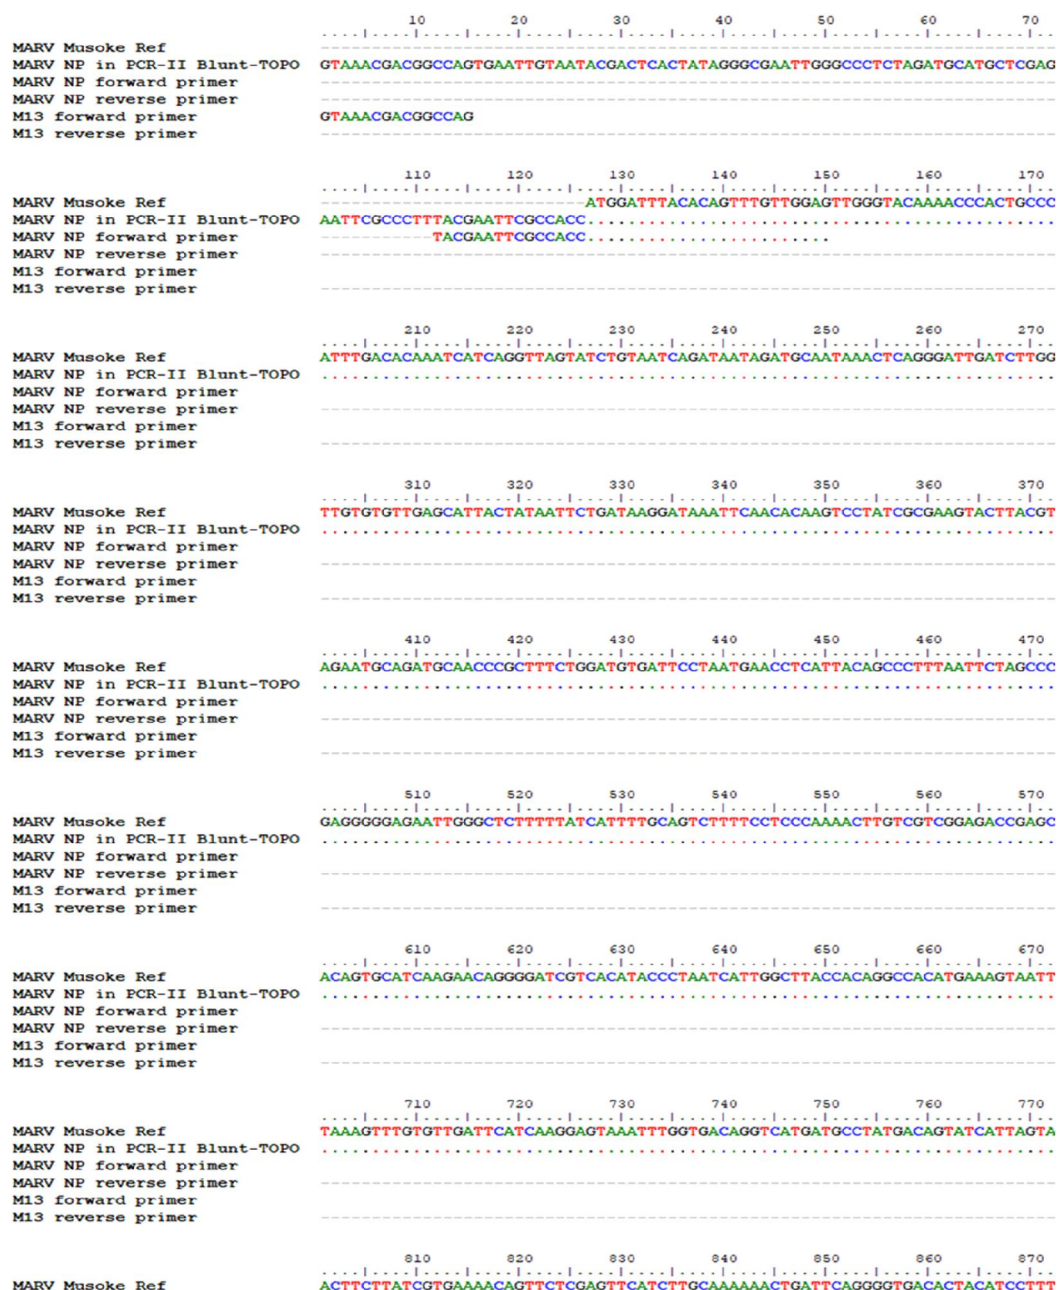 10 20 30 40 50 60 70
MARV Musoke Ref
MARV NP in PCR-II Blunt-TOPO GTAAACGACGGCCAGTGAATTGTAATACGACTCACTATAGGGCGAATTGGGCCCTCTAGATGCATGCTCGAG
MARV NP forward primer
MARV NP reverse primer
M13 forward primer GTAAACGACGGCCAG
M13 reverse primer
110 120 130 140 150 160 170
MARV Musoke Ref ATGGATTTACACAGTTTGTTGGAGTTGGGTACAAAACCCACTGCCC
MARV NP in PCR-II Blunt-TOPO AATTCGCCCTTTACGAATTCGCCACC
MARV NP forward primer TACGAATTCGCCACC
MARV NP reverse primer
M13 forward primer
M13 reverse primer
210 220 230 240 250 260 270
MARV Musoke Ref ATTTGACACAAATCATCAGGTTAGTATCTGTAATCAGATAATAGATGCAATAAACTCAGGGATTGATCTTGG
MARV NP in PCR-II Blunt-TOPO
MARV NP forward primer
MARV NP reverse primer
M13 forward primer
M13 reverse primer
310 320 330 340 350 360 370
MARV Musoke Ref TTGTGTGTTGAGCATTACTATAATTCTGATAAGGATAAATTCAACACAAGTCCTATCGCGAAGTACTTACGT
MARV NP in PCR-II Blunt-TOPO
MARV NP forward primer
MARV NP reverse primer
M13 forward primer
M13 reverse primer
410 420 430 440 450 460 470
MARV Musoke Ref AGAATGCAGATGCAACCCGCTTTCTGGATGTGATTCCTAATGAACCTCATTACAGCCCTTTAATTCTAGCCC
MARV NP in PCR-II Blunt-TOPO
MARV NP forward primer
MARV NP reverse primer
M13 forward primer
M13 reverse primer
510 520 530 540 550 560 570
MARV Musoke Ref GAGGGGGAGAATTGGGCTCTTTTTATCATTTTGCAGTCTTTTCCTCCCAAAACTTGTCGTCGGAGACCGAGC
MARV NP in PCR-II Blunt-TOPO
MARV NP forward primer
MARV NP reverse primer
M13 forward primer
M13 reverse primer
610 620 630 640 650 660 670
MARV Musoke Ref ACAGTGCATCAAGAACAGGGGATCGTCACATACCCTAATCATTGGCTTACCACAGGCCACATGAAAGTAATT
MARV NP in PCR-II Blunt-TOPO
MARV NP forward primer
MARV NP reverse primer
M13 forward primer
M13 reverse primer
710 720 730 740 750 760 770
MARV Musoke Ref TAAAGTTTGTGTTGATTCATCAAGGAGTAAATTTGGTGACAGGTCATGATGCCTATGACAGTATCATTAGTA
MARV NP in PCR-II Blunt-TOPO
MARV NP forward primer
MARV NP reverse primer
M13 forward primer
M13 reverse primer
810 820 830 840 850 860 870
MARV Musoke Ref ACTTCTTATCGTGAAAACAGTTCTCGAGTTCATCTTGCAAAAAACTGATTCAGGGGTGACACTACATCCTTT